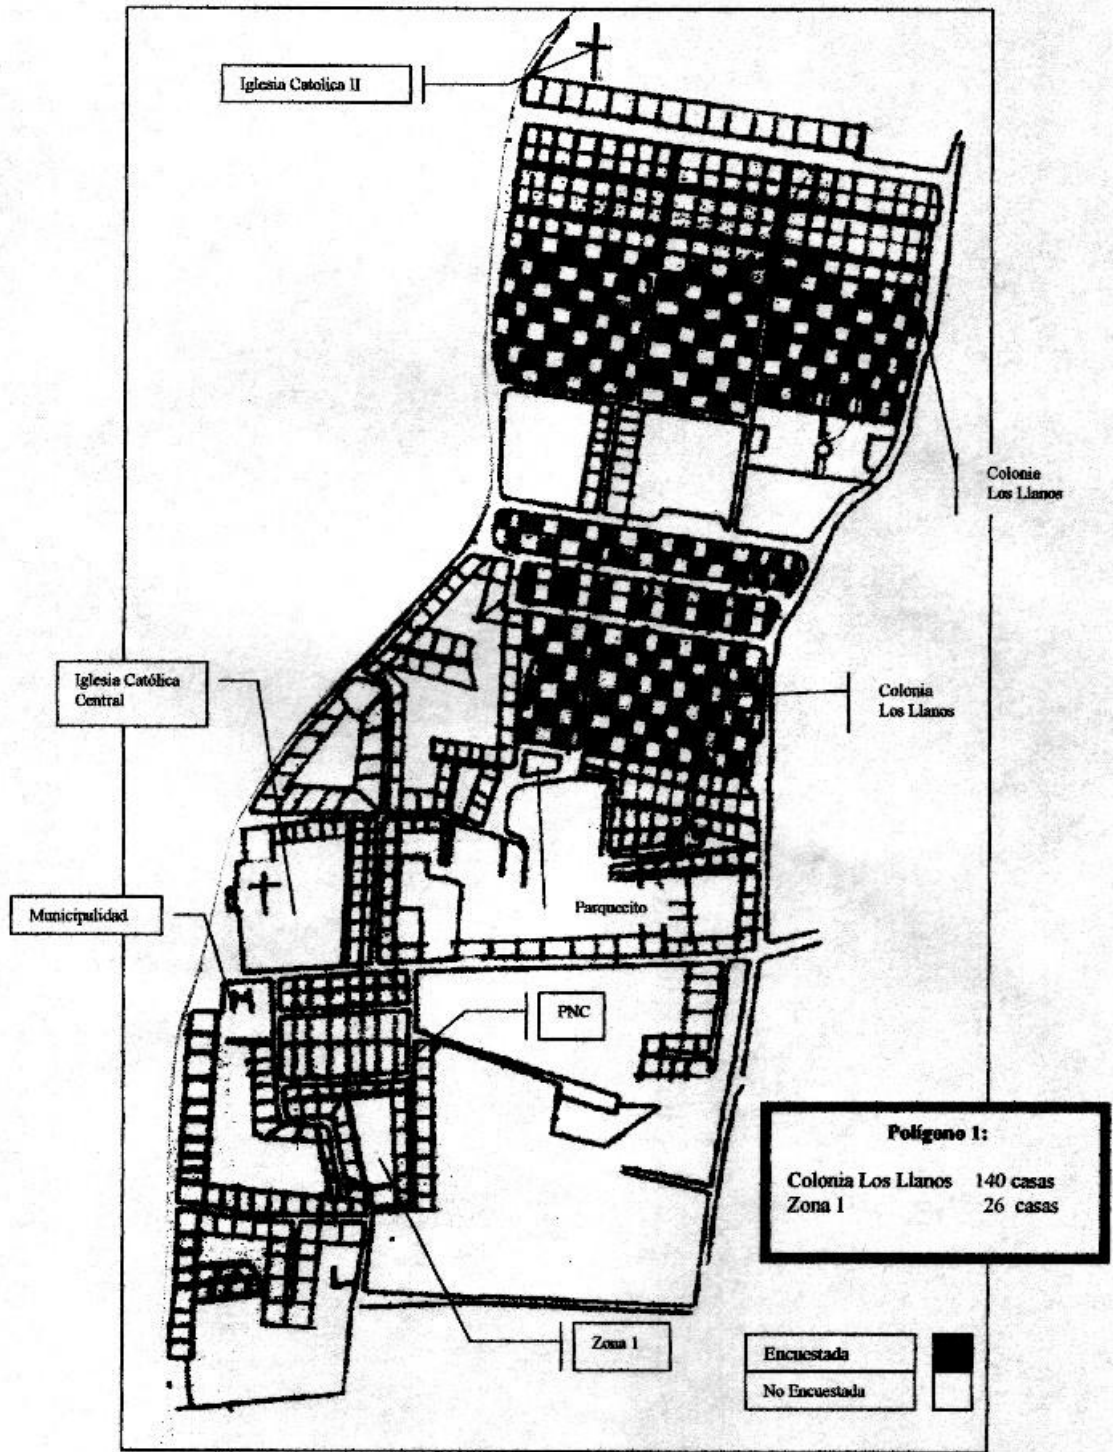 Iglesia Catolica II
Colonia
Los Llanos
Iglesia Católica
Central
Colonia
Los Llanos
Municipalidad
Parquecito
M
PNC
Polígono 1:
Colonia Los Llanos 140 casas
Zona 1 26 casas
Zona 1
Encuestada
No Encuestada